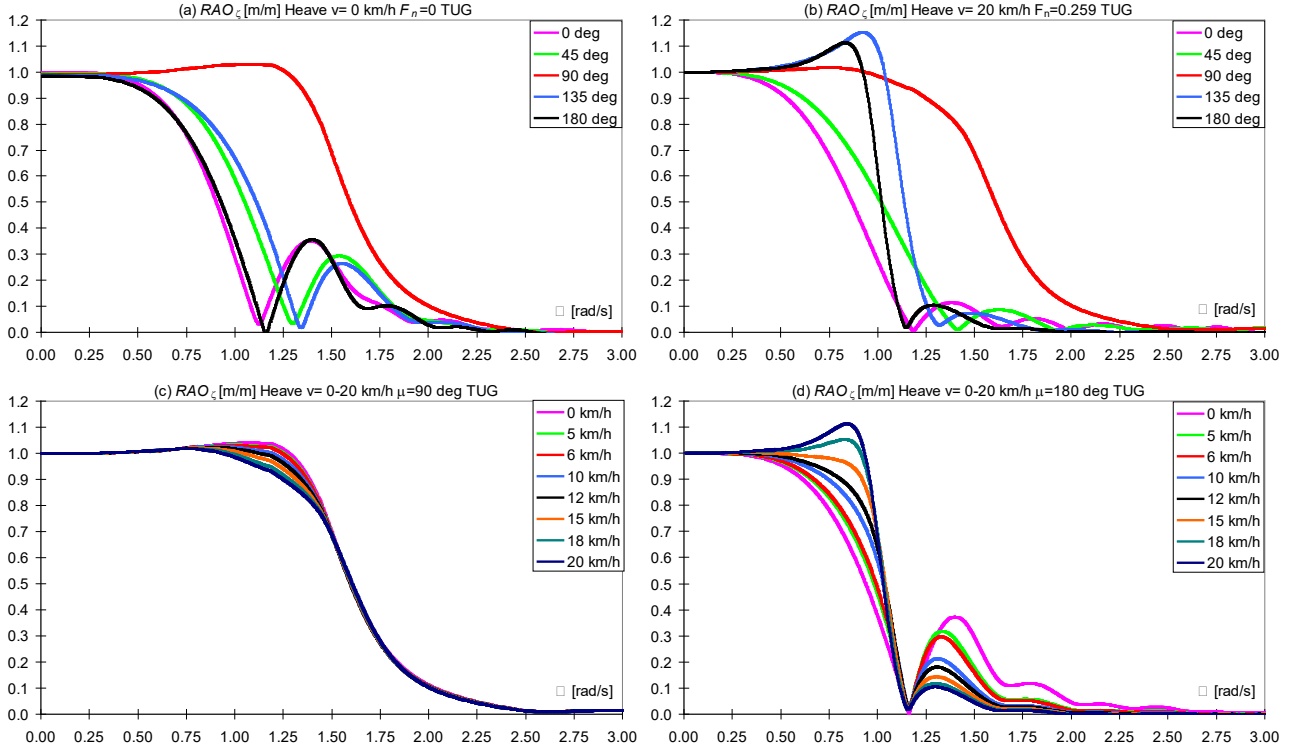 (a) RAO ζ [m/m] Heave v= 0 km/h F n=0 TUG
1.2
1.1
1.0
0.9
0.8
0.7
0.6
0.5
0.4
0.3
0.2
0.1
0.0
0 deg
45 deg
90 deg
135 deg
180 deg
□ [rad/s]
0.00 0.25 0.50 0.75 1.00 1.25 1.50 1.75 2.00 2.25 2.50 2.75 3.00
(b) RAO ζ [m/m] Heave v= 20 km/h Fn=0.259 TUG
1.2
1.1
1.0
0.9
0.8
0.7
0.6
0.5
0.4
0.3
0.2
0.1
0.0
0 deg
45 deg
90 deg
135 deg
180 deg
□ [rad/s]
0.00 0.25 0.50 0.75 1.00 1.25 1.50 1.75 2.00 2.25 2.50 2.75 3.00
(c) RAO ζ [m/m] Heave v= 0-20 km/h μ=90 deg TUG
1.2
1.1
1.0
0.9
0.8
0.7
0.6
0.5
0.4
0.3
0.2
0.1
0.0
0 km/h
5 km/h
6 km/h
10 km/h
12 km/h
15 km/h
18 km/h
20 km/h
□ [rad/s]
0.00 0.25 0.50 0.75 1.00 1.25 1.50 1.75 2.00 2.25 2.50 2.75 3.00
(d) RAO ζ [m/m] Heave v= 0-20 km/h μ=180 deg TUG
1.2
1.1
1.0
0.9
0.8
0.7
0.6
0.5
0.4
0.3
0.2
0.1
0.0
0 km/h
5 km/h
6 km/h
10 km/h
12 km/h
15 km/h
18 km/h
20 km/h
□ [rad/s]
0.00 0.25 0.50 0.75 1.00 1.25 1.50 1.75 2.00 2.25 2.50 2.75 3.00